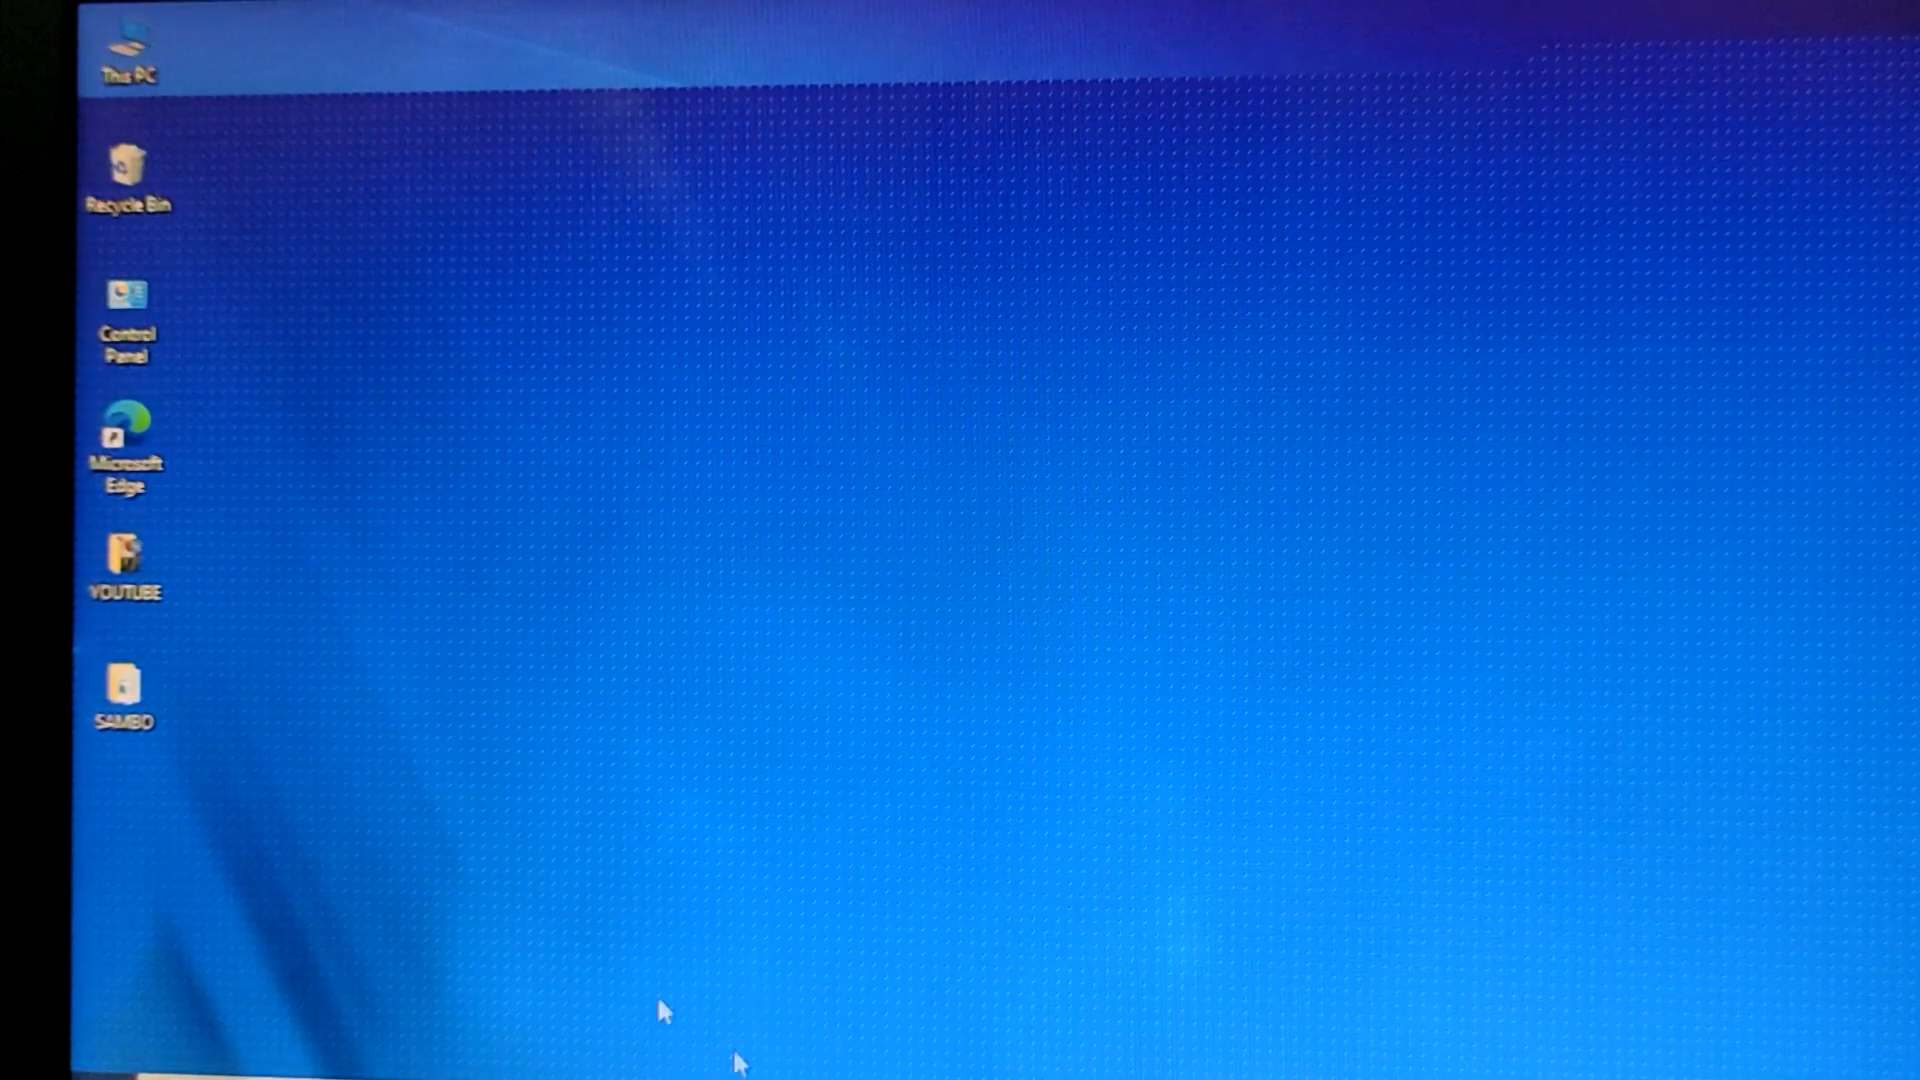 This PC
Recycle Bin
Control
Panel
Microsoft
Edge
YOUTUBE
SAMBO